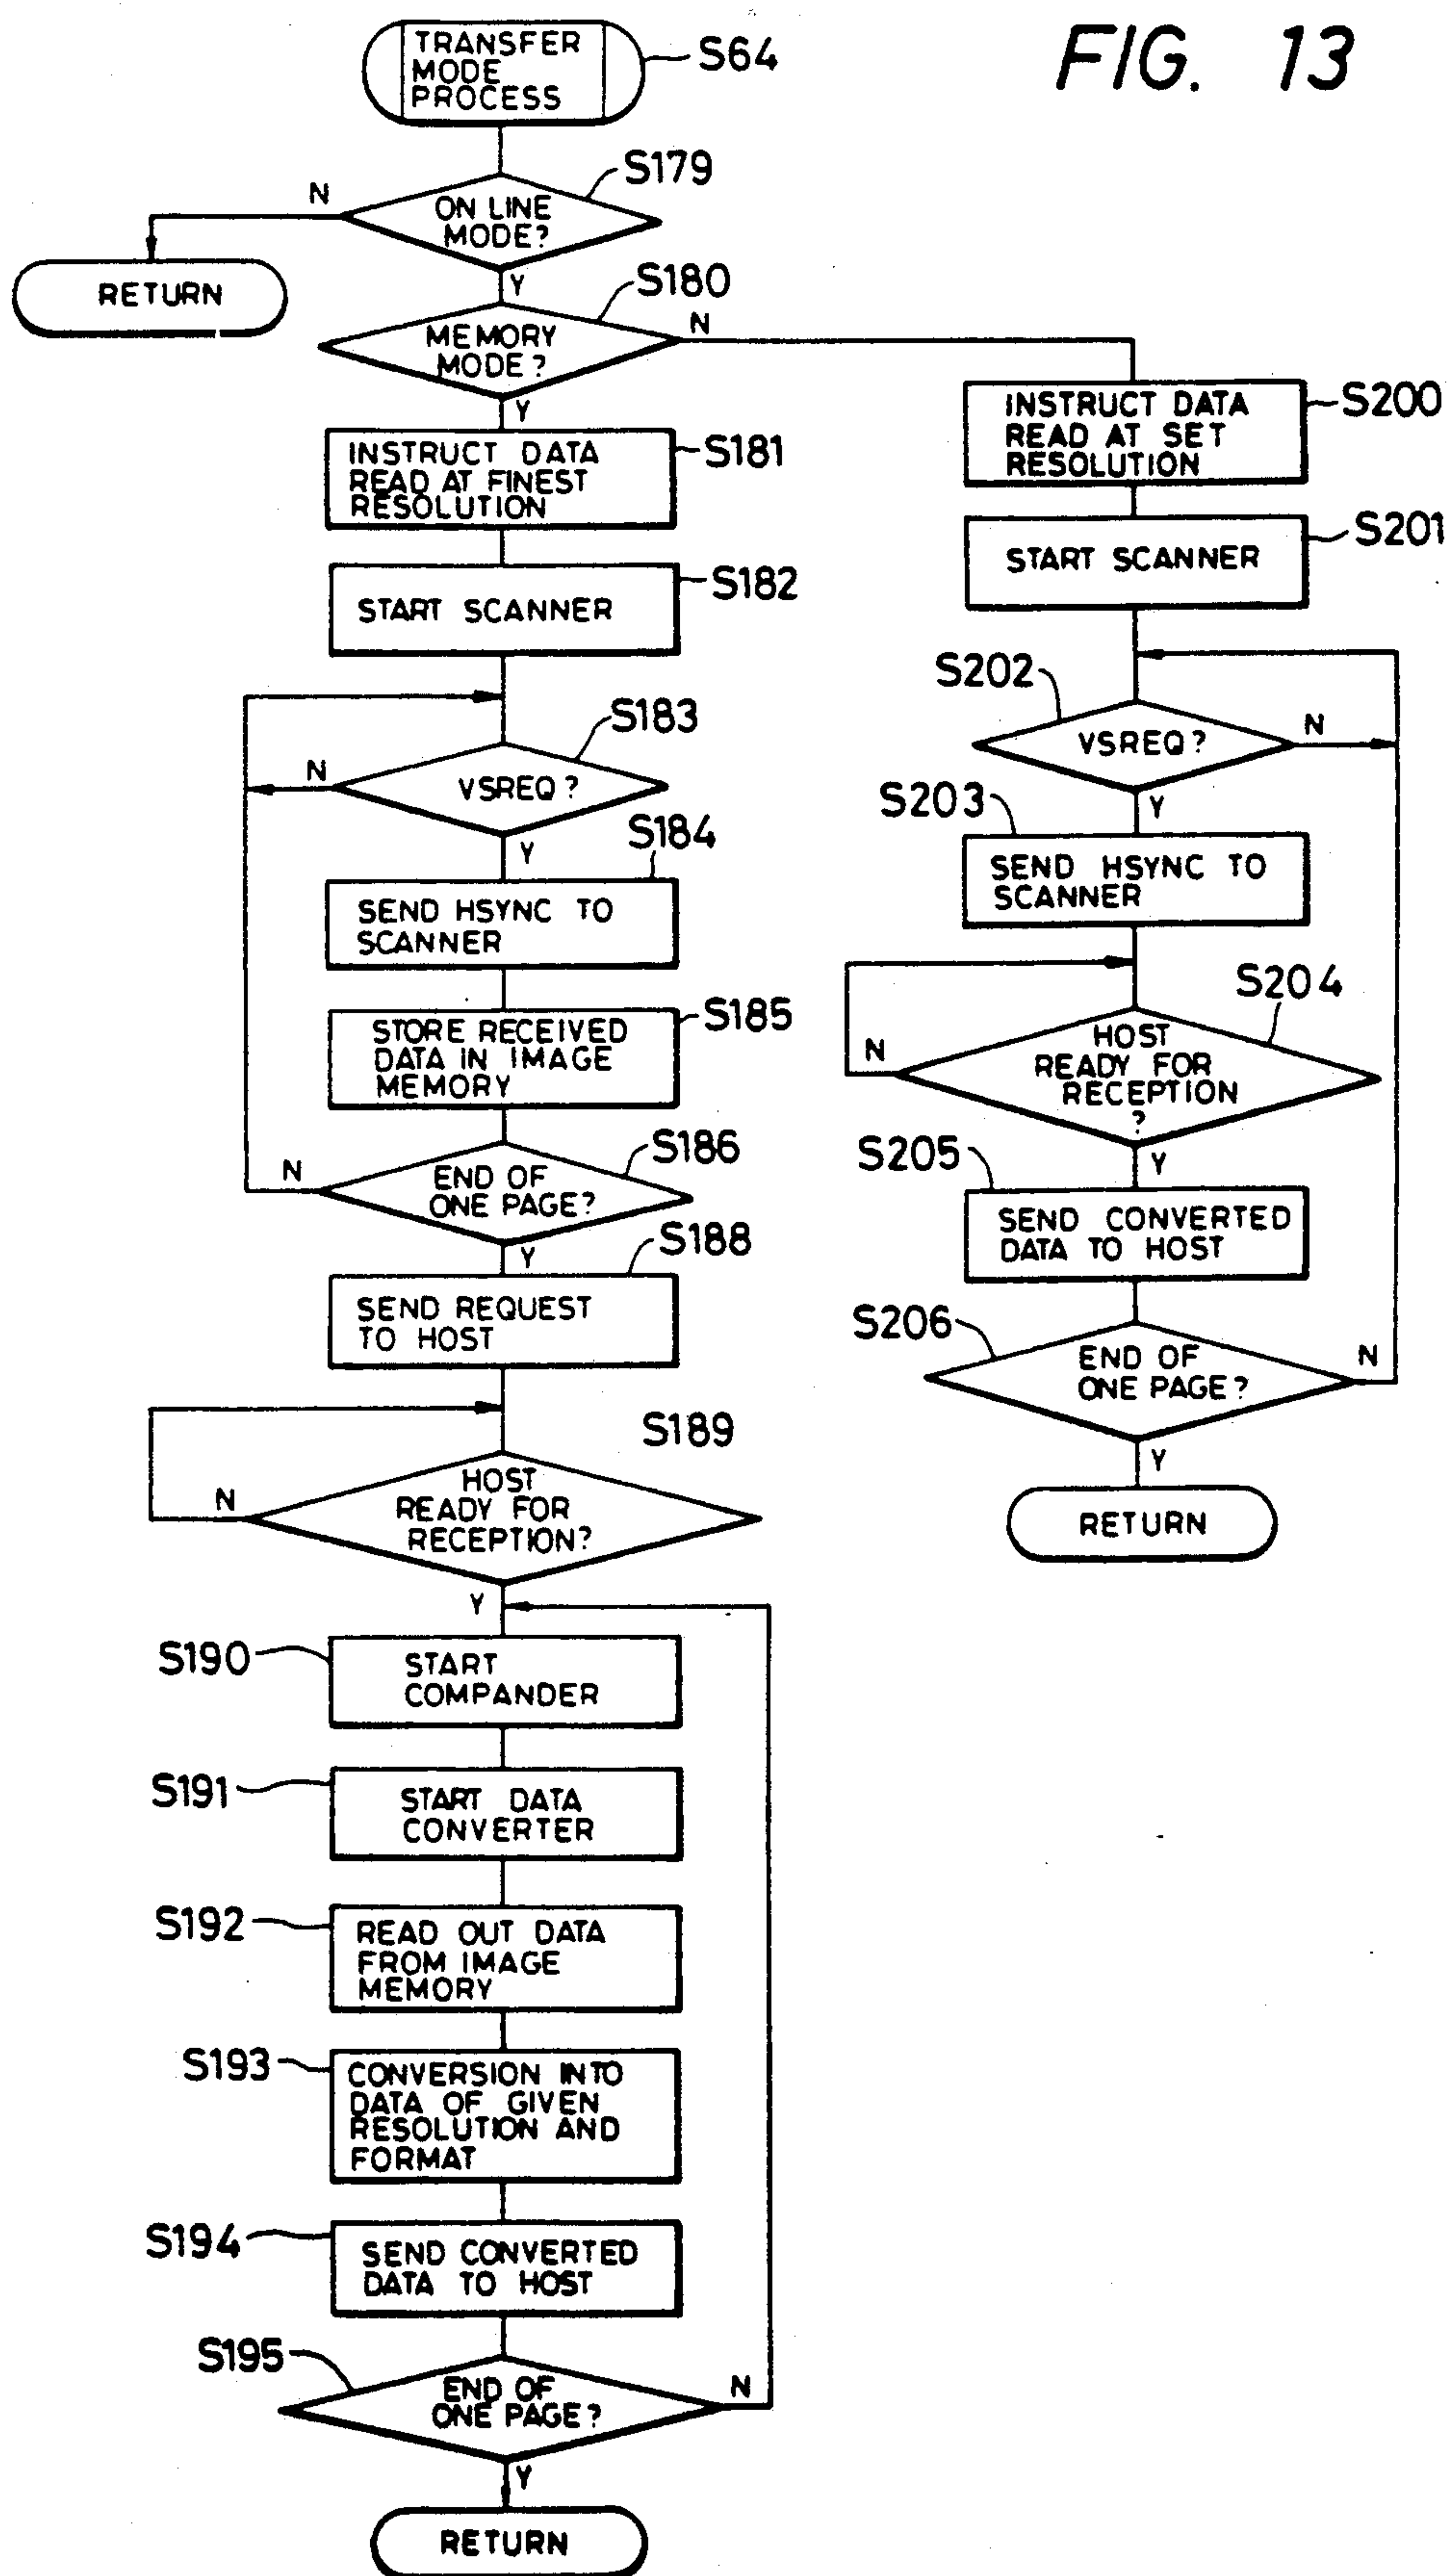 FIG. 13
TRANSFER
MODE
PROCESS
S64
S179
N
ON LINE
MODE?
RETURN
Y
S180
MEMORY
MODE?
N
Y
INSTRUCT DATA
READ AT FINEST
RESOLUTION
S181
START SCANNER
S182
S183
VSREQ?
N
Y
S184
SEND HSYNC TO
SCANNER
STORE RECEIVED
DATA IN IMAGE
MEMORY
S185
S186
END OF
ONE PAGE?
N
Y
S188
SEND REQUEST
TO HOST
S189
HOST
READY FOR
RECEPTION?
N
Y
S190
START
COMPANDER
S191
START DATA
CONVERTER
S192
READ OUT DATA
FROM IMAGE
MEMORY
S193
CONVERSION INTO
DATA OF GIVEN
RESOLUTION AND
FORMAT
S194
SEND CONVERTED
DATA TO HOST
S195
END OF
ONE PAGE?
N
Y
RETURN
INSTRUCT DATA
READ AT SET
RESOLUTION
S200
START SCANNER
S201
S202
VSREQ?
N
Y
S203
SEND HSYNC TO
SCANNER
S204
HOST
READY FOR
RECEPTION
?
N
Y
S205
SEND CONVERTED
DATA TO HOST
S206
END OF
ONE PAGE?
N
Y
RETURN